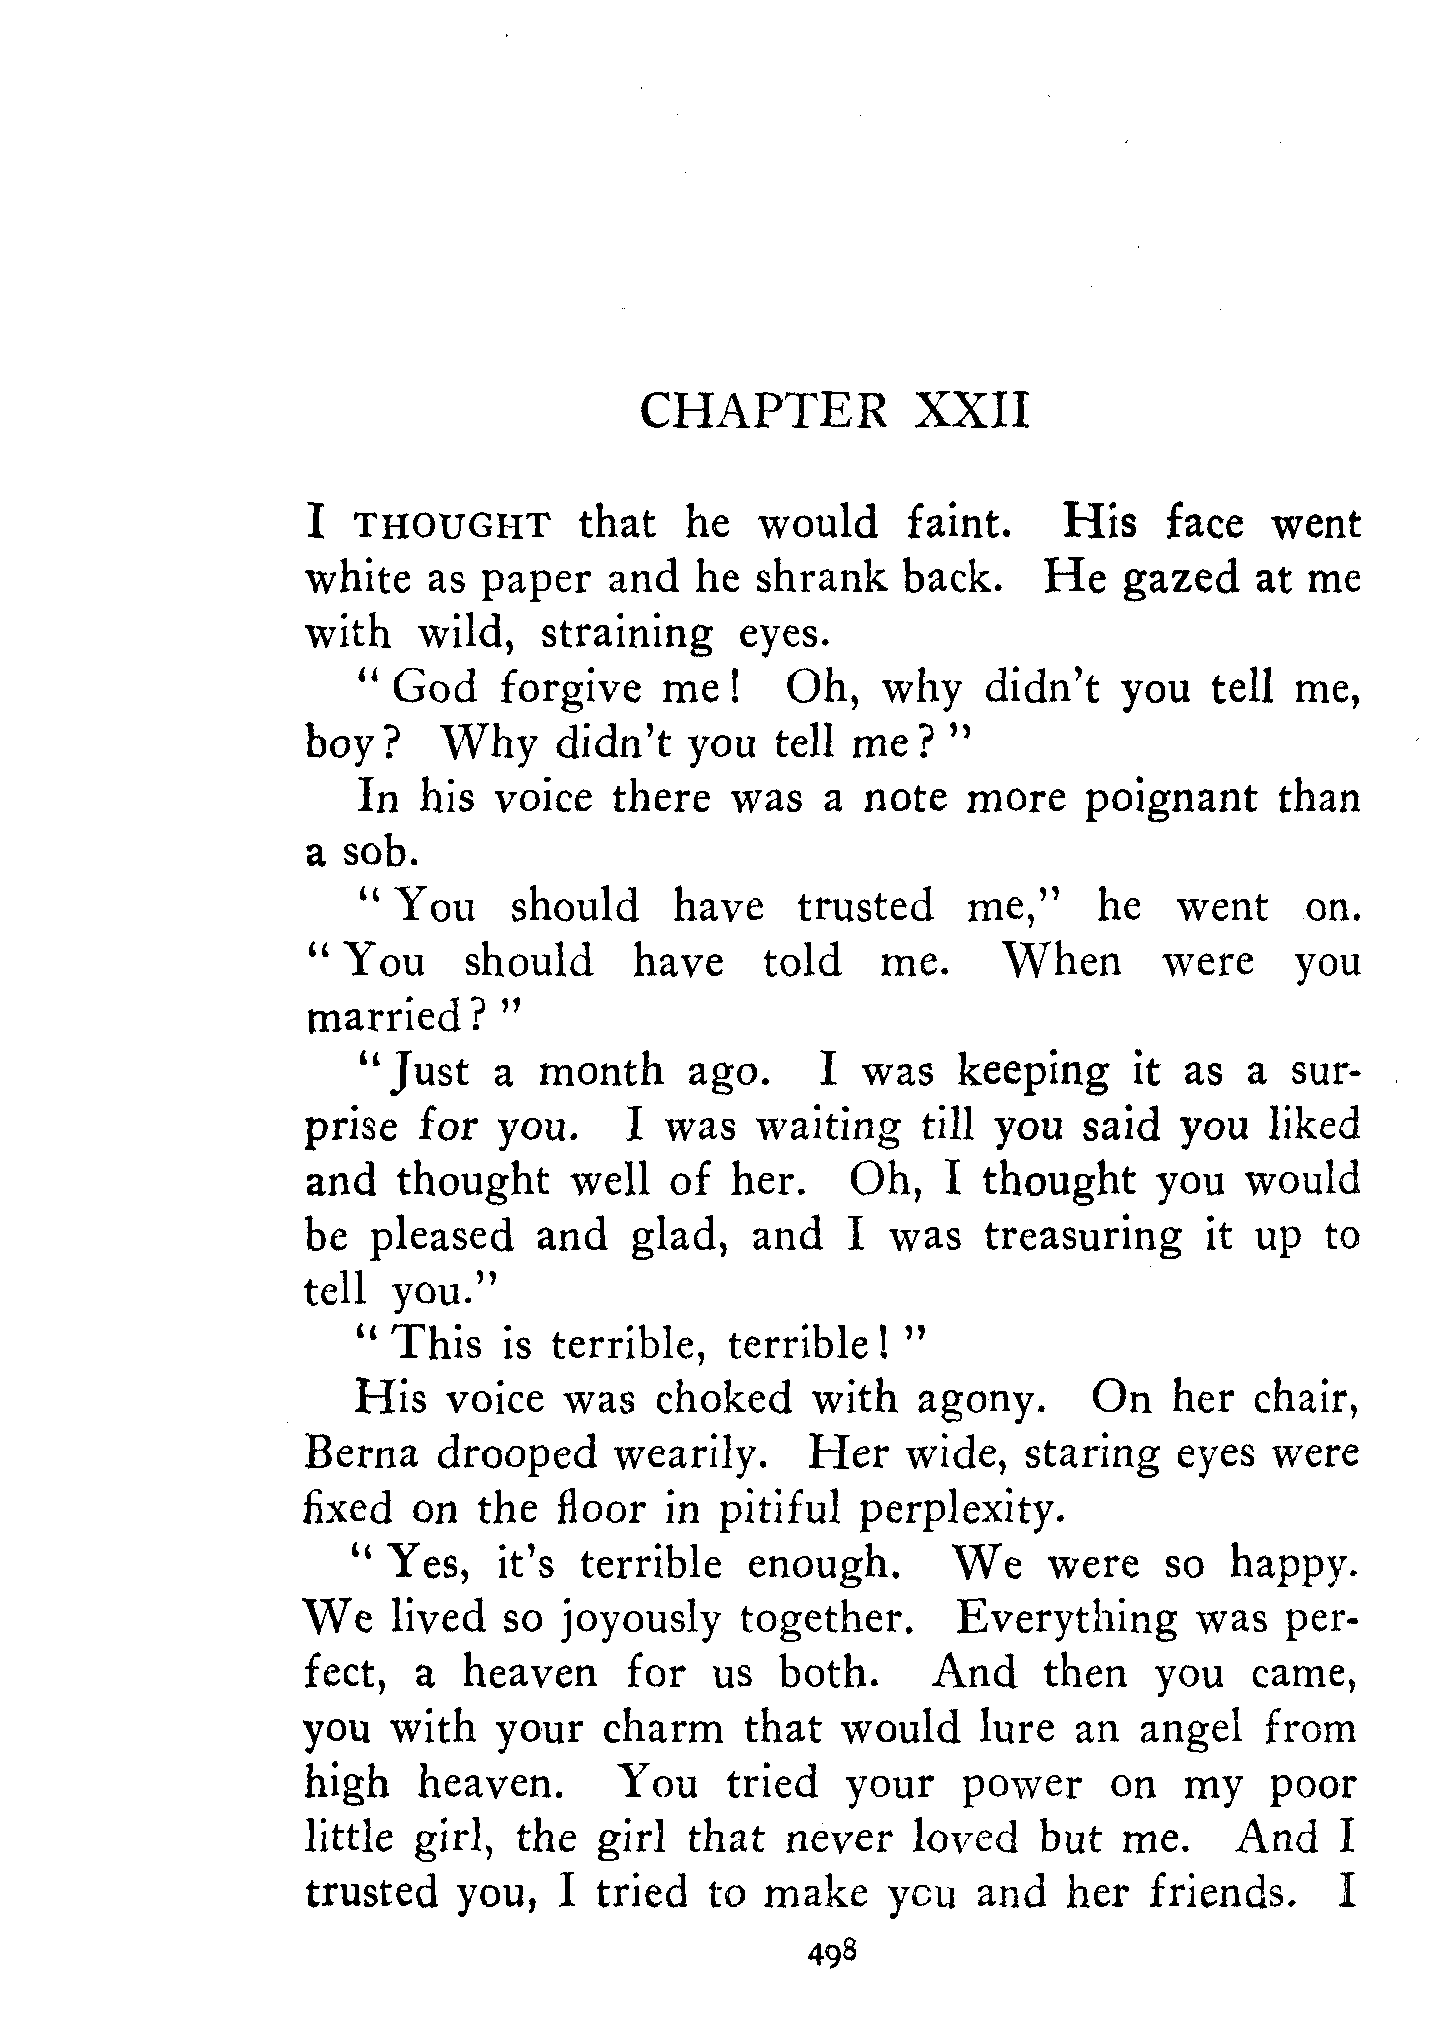 CHAPTER XXII
I THOUGHT that he would faint. His face went
white as paper and he shrank back. He gazed at me
with wild, straining eyes.
" God forgive me! Oh, why didn't you tell me,
boy? Why didn't you tell me? "
In his voice there was a note more poignant than
a sob.
" You should have trusted me," he went on.
" You should have told me. When were you
married? "
" Just a month ago. I was keeping it as a sur-
prise for you. I was waiting till you said you liked
and thought well of her. Oh, I thought you would
be pleased and glad, and I was treasuring it up to
tell you."
" This is terrible, terrible! "
His voice was choked with agony. On her chair,
Berna drooped wearily. Her wide, staring eyes were
fixed on the floor in pitiful perplexity.
" Yes, it's terrible enough. We were so happy.
We lived so joyously together. Everything was per-
fect, a heaven for us both. And then you came,
you with your charm that would lure an angel from
high heaven. You tried your power on my poor
little girl, the girl that never loved but me. And I
trusted you, I tried to make you and her friends. I
498